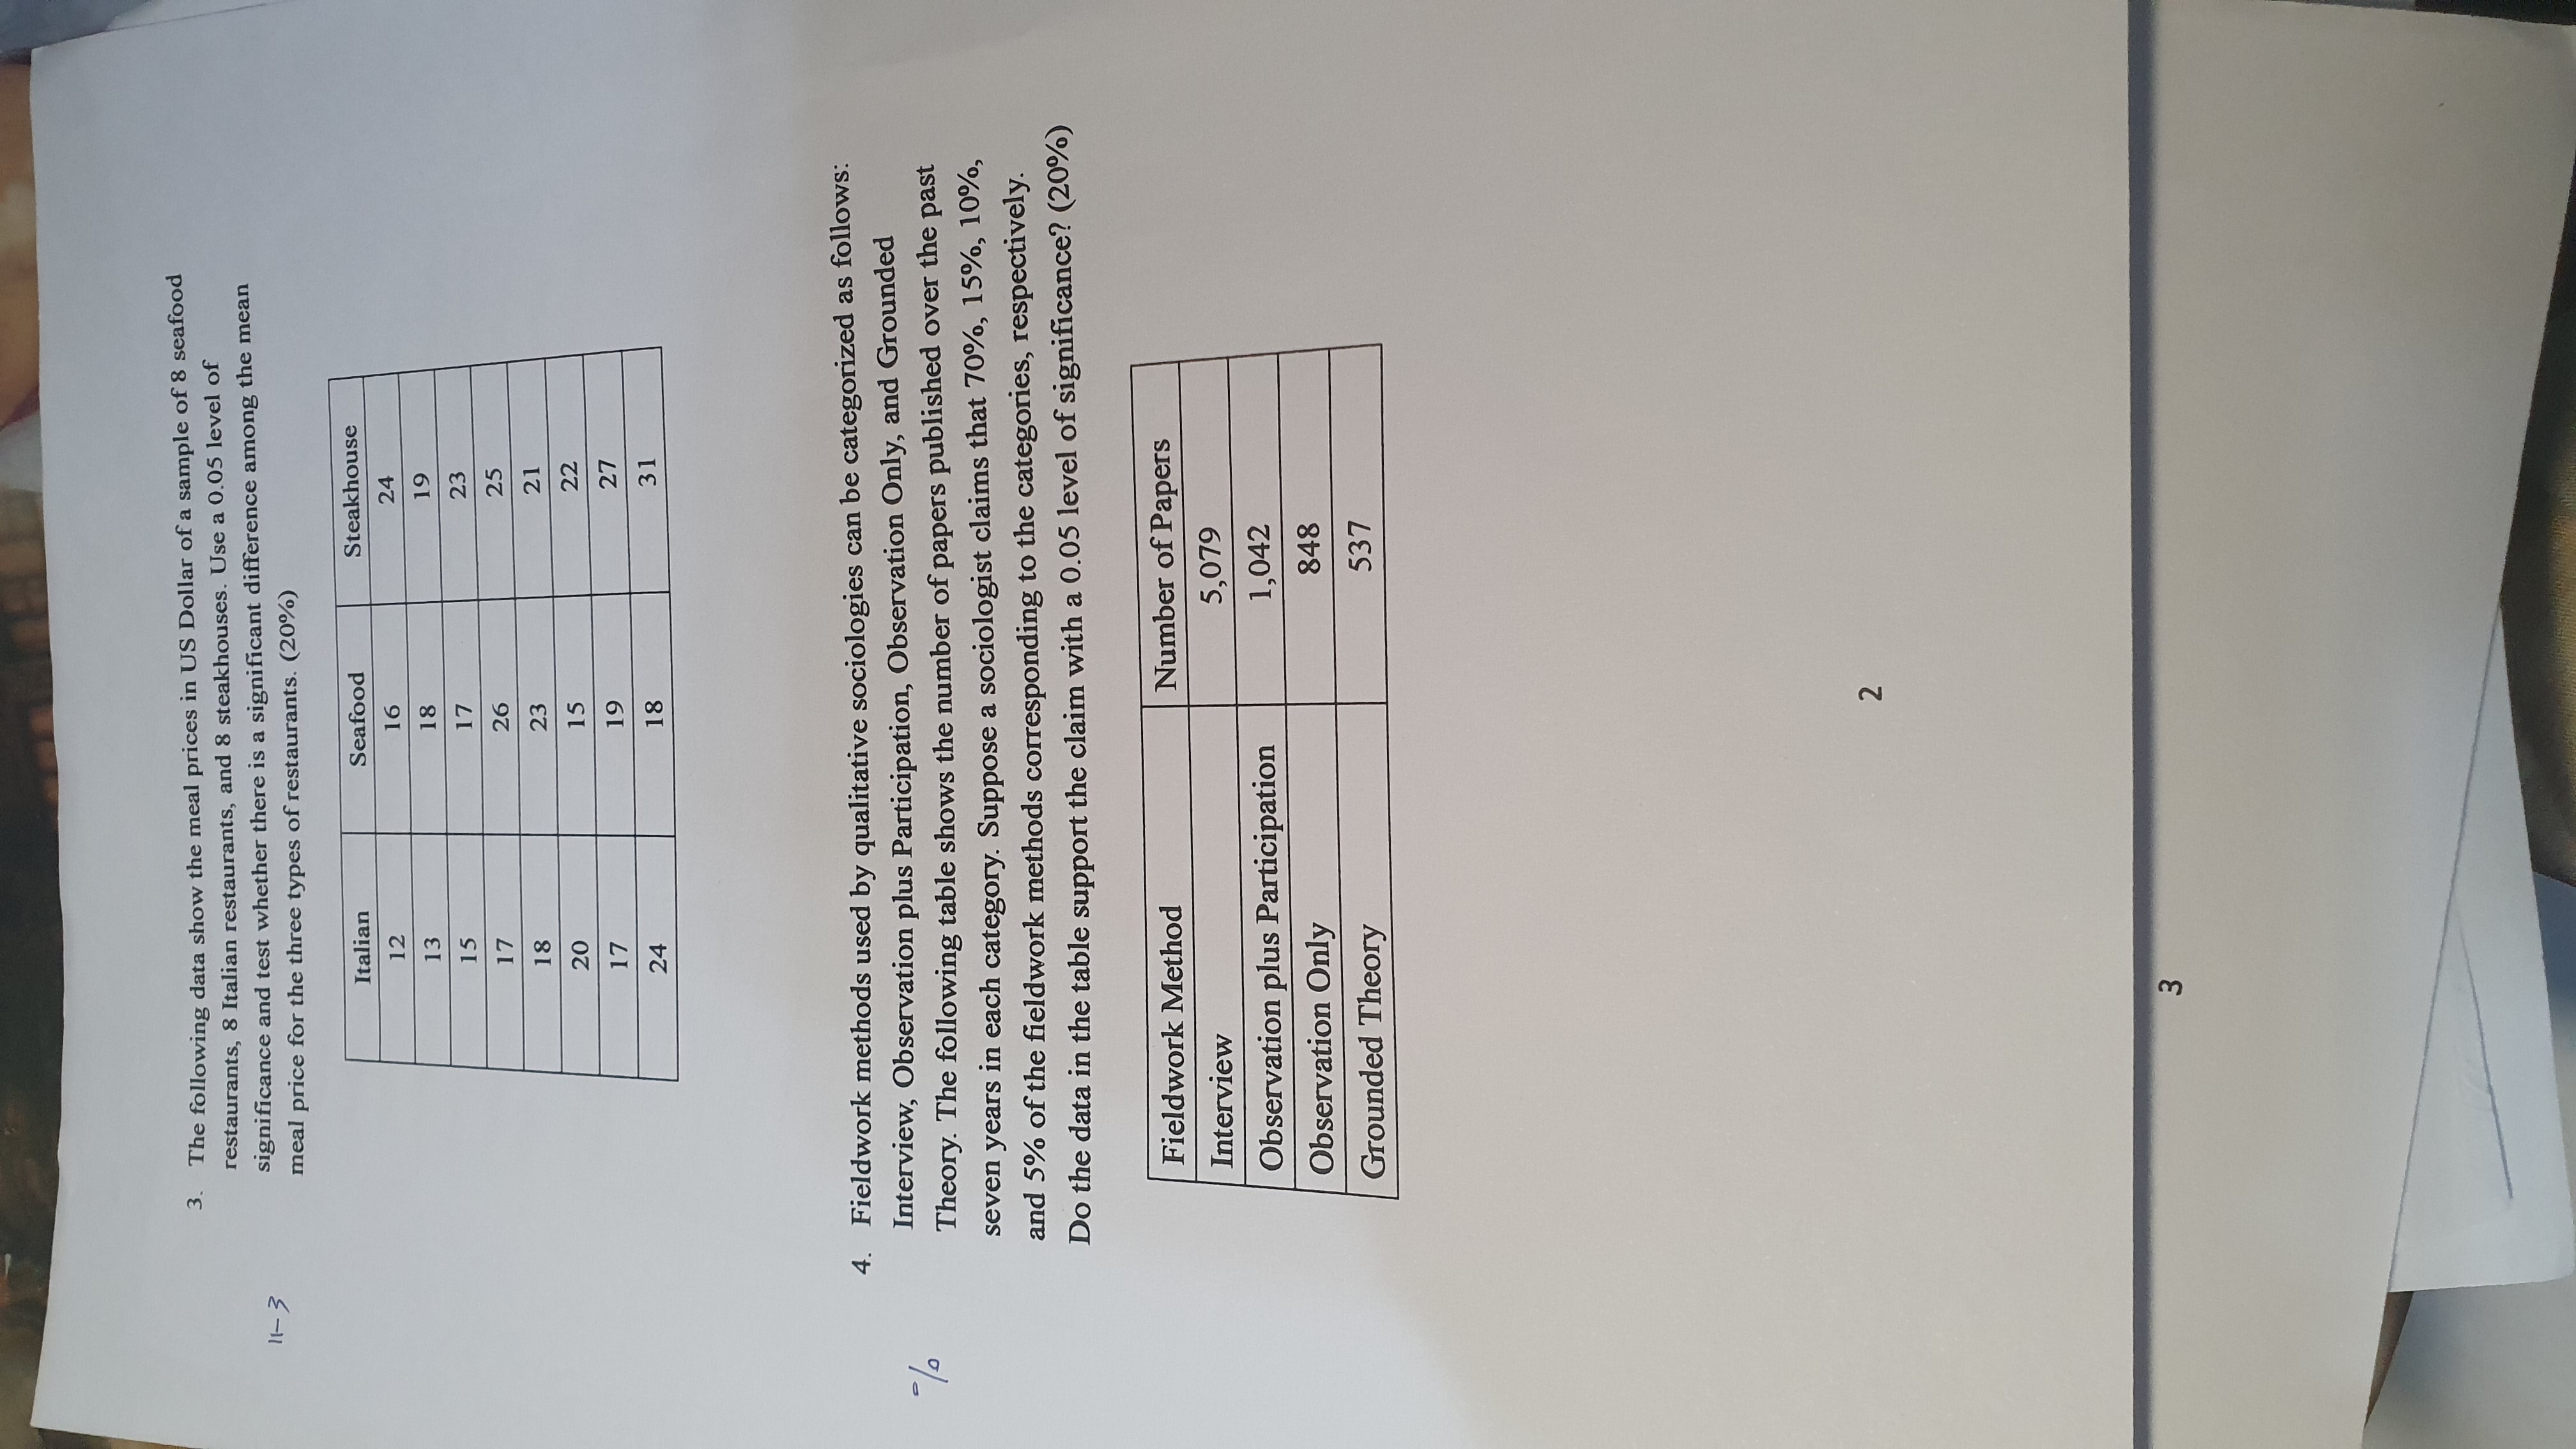 3. The following data show the meal prices in US Dollar of a sample of 8 seafood
restaurants, 8 Italian restaurants, and 8 steakhouses. Use a 0.05 level of
significance and test whether there is a significant difference among the mean
meal price for the three types of restaurants. (20%)
11-3
Italian Seafood Steakhouse
12 16 24
13 18 19
15 17 23
17 26 25
18 23 21
20 15 22
17 19 27
24 18 31
4. Fieldwork methods used by qualitative sociologies can be categorized as follows:
Interview, Observation plus Participation, Observation Only, and Grounded
Theory. The following table shows the number of papers published over the past
seven years in each category. Suppose a sociologist claims that 70%, 15%, 10%,
and 5% of the fieldwork methods corresponding to the categories, respectively.
Do the data in the table support the claim with a 0.05 level of significance? (20%)
%
Fieldwork Method Number of Papers
Interview 5,079
Observation plus Participation 1,042
Observation Only 848
Grounded Theory 537
2
3